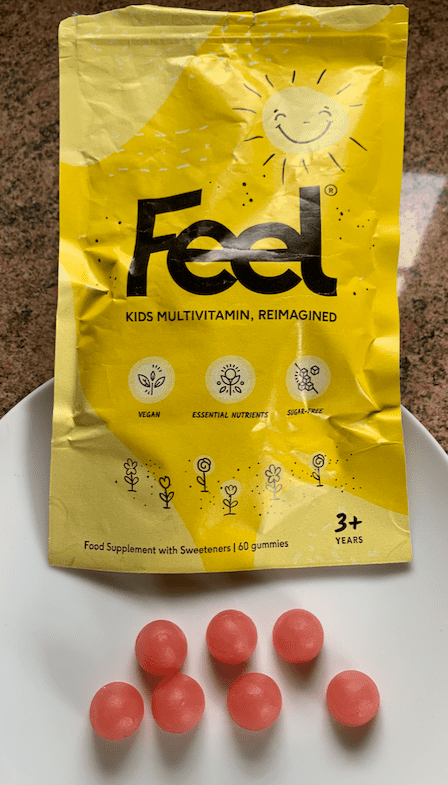 Feel®
KIDS MULTIVITAMIN, REIMAGINED
VEGAN ESSENTIAL NUTRIENTS SUGAR-FREE
3+
YEARS
Food Supplement with Sweeteners | 60 gummies